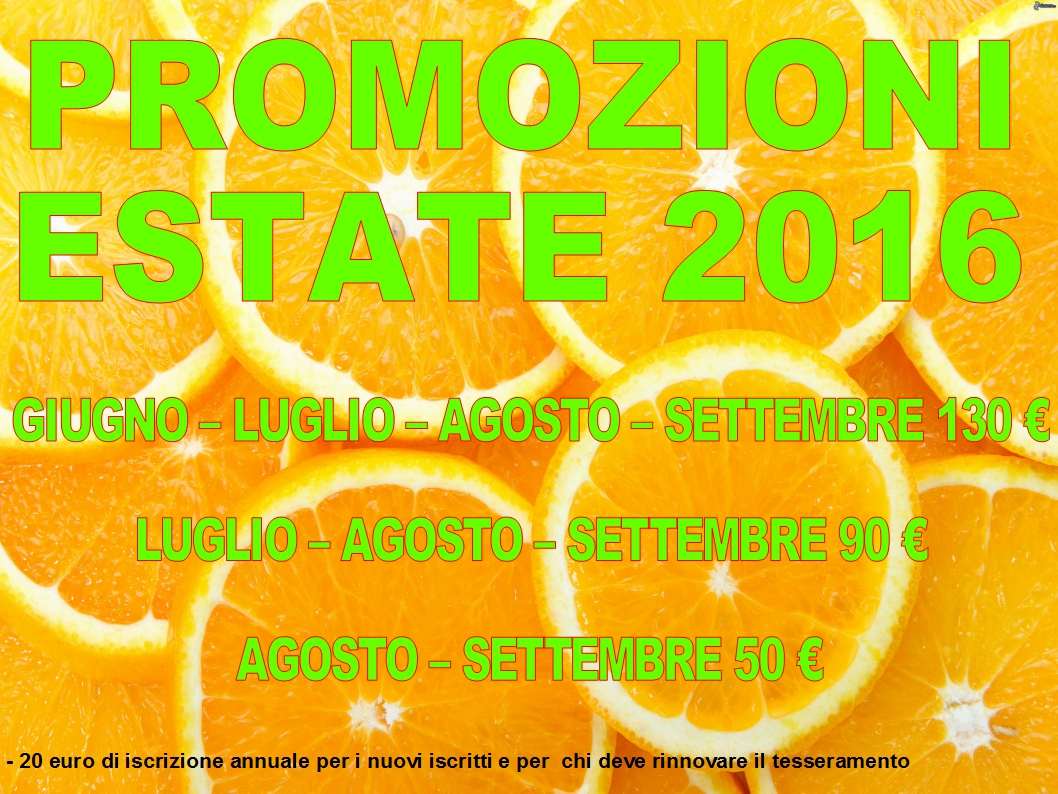 PROMOZIONI
ESTATE 2016
GIUGNO – LUGLIO – AGOSTO – SETTEMBRE 130 €
LUGLIO – AGOSTO – SETTEMBRE 90 €
AGOSTO – SETTEMBRE 50 €
- 20 euro di iscrizione annuale per i nuovi iscritti e per  chi deve rinnovare il tesseramento